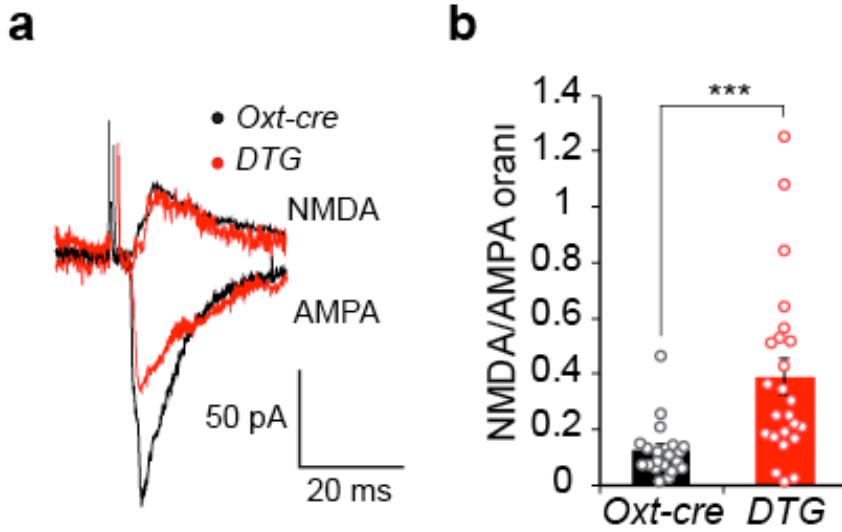 a
Oxt-cre
DTG
NMDA
AMPA
50 pA
20 ms
b
NMDA/AMPA oranı
1.4
1.2
1
0.8
0.6
0.4
0.2
0
***
Oxt-cre
DTG